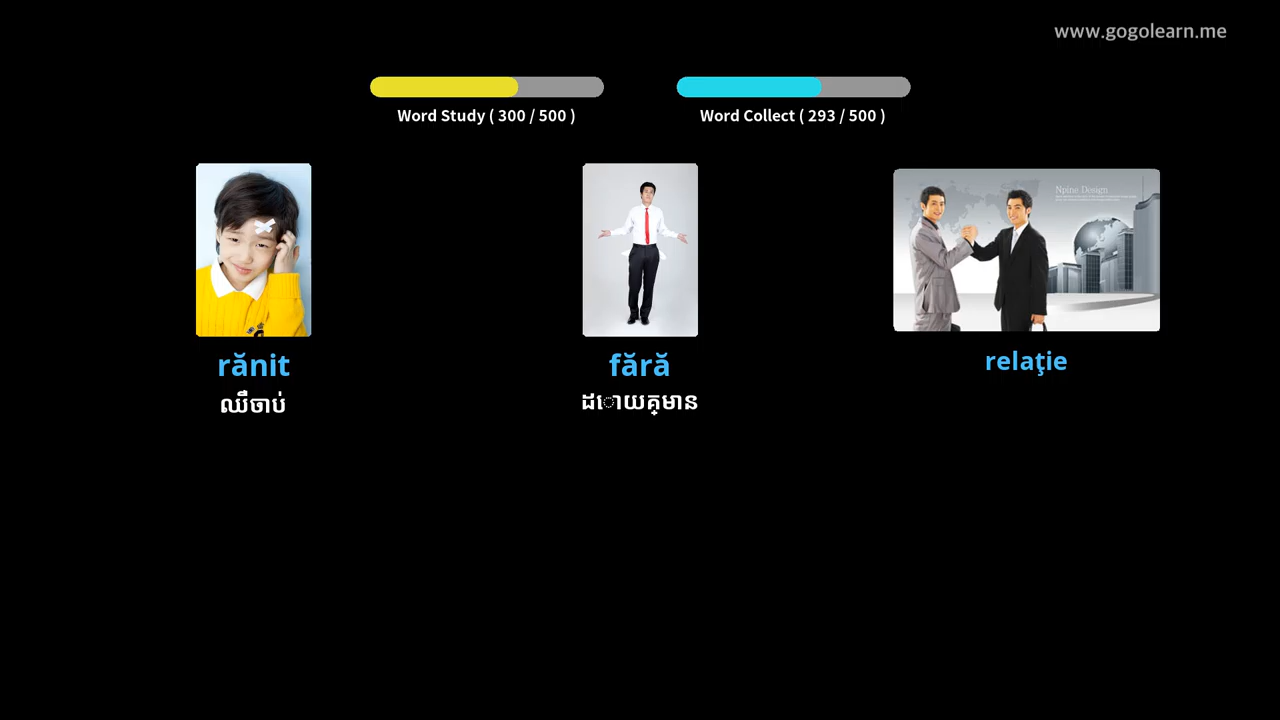 www.gogolearn.me
Word Study ( 300 / 500 )
Word Collect ( 293 / 500 )
Npine Design
rănit
fără
relaţie
ឈឺចាប់
ដោយគ្មាន